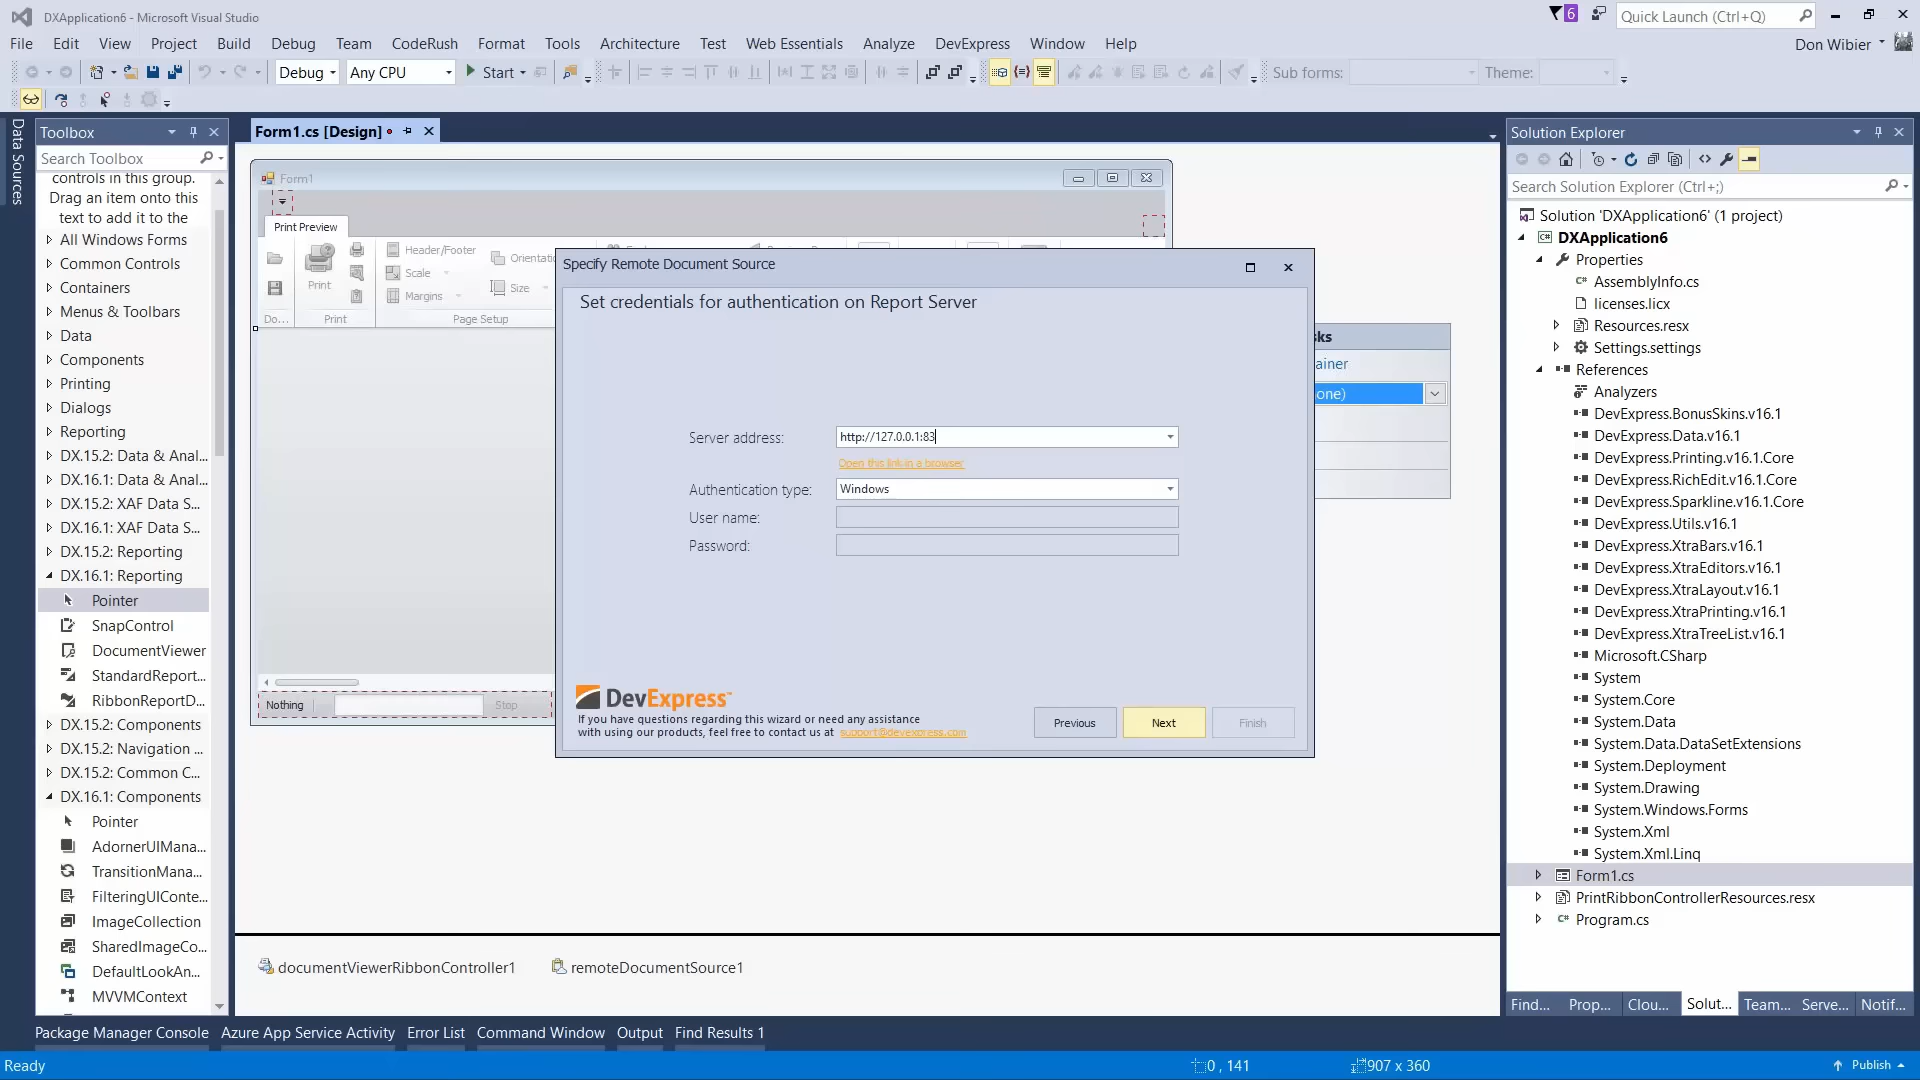 DXApplication6 - Microsoft Visual Studio
6
Quick Launch (Ctrl+Q)
File Edit View Project Build Debug Team CodeRush Format Tools Architecture Test Web Essentials Analyze DevExpress Window Help
Don Wibier
Debug Any CPU Start
Sub forms: Theme:
Data Sources
Toolbox
Search Toolbox
controls in this group.
Drag an item onto this
text to add it to the
All Windows Forms
Common Controls
Containers
Menus & Toolbars
Data
Components
Printing
Dialogs
Reporting
DX.15.2: Data & Anal...
DX.16.1: Data & Anal...
DX.15.2: XAF Data S...
DX.16.1: XAF Data S...
DX.15.2: Reporting
DX.16.1: Reporting
Pointer
SnapControl
DocumentViewer
StandardReport...
RibbonReportD...
DX.15.2: Components
DX.15.2: Navigation ...
DX.15.2: Common C...
DX.16.1: Components
Pointer
AdornerUIMana...
TransitionMana...
FilteringUIConte...
ImageCollection
SharedImageCo...
DefaultLookAn...
MVVMContext
Form1.cs [Design]
Form1
Print Preview
Header/Footer
Scale
Margins
Orientatio
Size
Print
Do...
Print
Page Setup
Nothing
Stop
Specify Remote Document Source
Set credentials for authentication on Report Server
Server address: http://127.0.0.1:83
Open this link in a browser
Authentication type: Windows
User name:
Password:
DevExpress™
If you have questions regarding this wizard or need any assistance
with using our products, feel free to contact us at support@devexpress.com
Previous Next Finish
sks
ainer
one)
documentViewerRibbonController1 remoteDocumentSource1
Solution Explorer
Search Solution Explorer (Ctrl+;)
Solution 'DXApplication6' (1 project)
DXApplication6
Properties
AssemblyInfo.cs
licenses.licx
Resources.resx
Settings.settings
References
Analyzers
DevExpress.BonusSkins.v16.1
DevExpress.Data.v16.1
DevExpress.Printing.v16.1.Core
DevExpress.RichEdit.v16.1.Core
DevExpress.Sparkline.v16.1.Core
DevExpress.Utils.v16.1
DevExpress.XtraBars.v16.1
DevExpress.XtraEditors.v16.1
DevExpress.XtraLayout.v16.1
DevExpress.XtraPrinting.v16.1
DevExpress.XtraTreeList.v16.1
Microsoft.CSharp
System
System.Core
System.Data
System.Data.DataSetExtensions
System.Deployment
System.Drawing
System.Windows.Forms
System.Xml
System.Xml.Linq
Form1.cs
PrintRibbonControllerResources.resx
Program.cs
Find... Prop... Clou... Solut... Team... Serve... Notif...
Package Manager Console Azure App Service Activity Error List Command Window Output Find Results 1
Ready
0 , 141
907 x 360
Publish